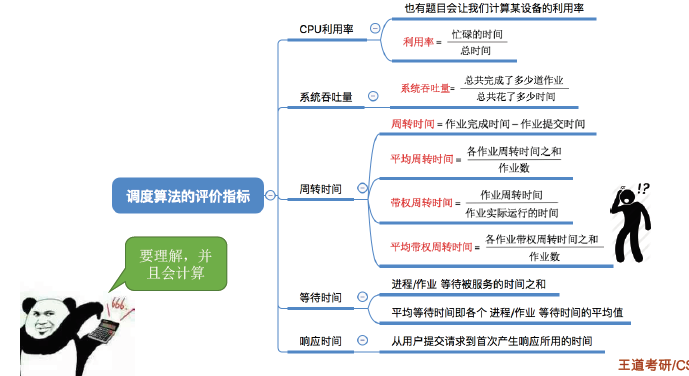 也有题目会让我们计算某设备的利用率
CPU利用率
利用率 = 忙碌的时间
总时间
系统吞吐量
系统吞吐量= 总共完成了多少道作业
总共花了多少时间
周转时间 = 作业完成时间 – 作业提交时间
平均周转时间 = 各作业周转时间之和
作业数
周转时间
调度算法的评价指标
带权周转时间 = 作业周转时间
作业实际运行的时间
平均带权周转时间 = 各作业带权周转时间之和
作业数
!?
要理解，并
且会计算
666
等待时间
进程/作业 等待被服务的时间之和
平均等待时间即各个 进程/作业 等待时间的平均值
响应时间
从用户提交请求到首次产生响应所用的时间
王道考研/CS